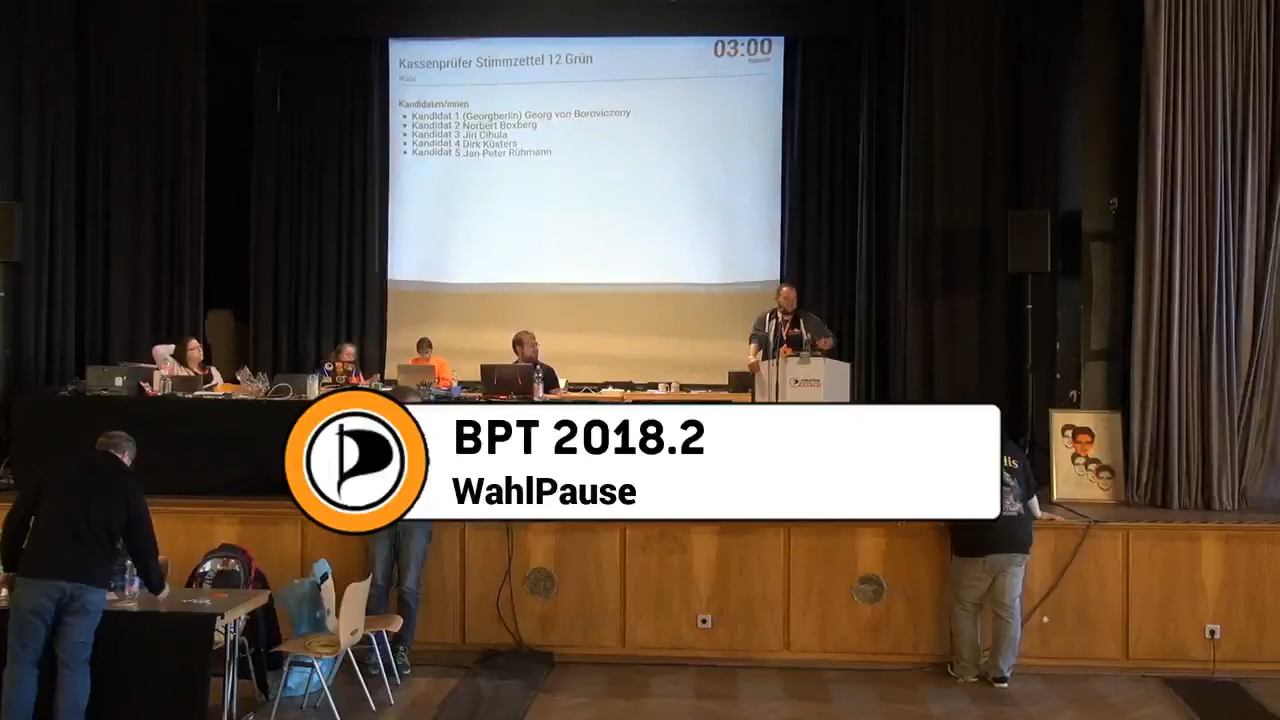 Kassenprüfer Stimmzettel 12 Grün
03:00
Wahl
Kandidaten/innen
Kandidat 1 (Georgberlin) Georg von Boroviczeny
Kandidat 2 Norbert Boxberg
Kandidat 3 Jiri Cihula
Kandidat 4 Dirk Küsters
Kandidat 5 Jan-Peter Rühmann
BPT 2018.2
WahlPause